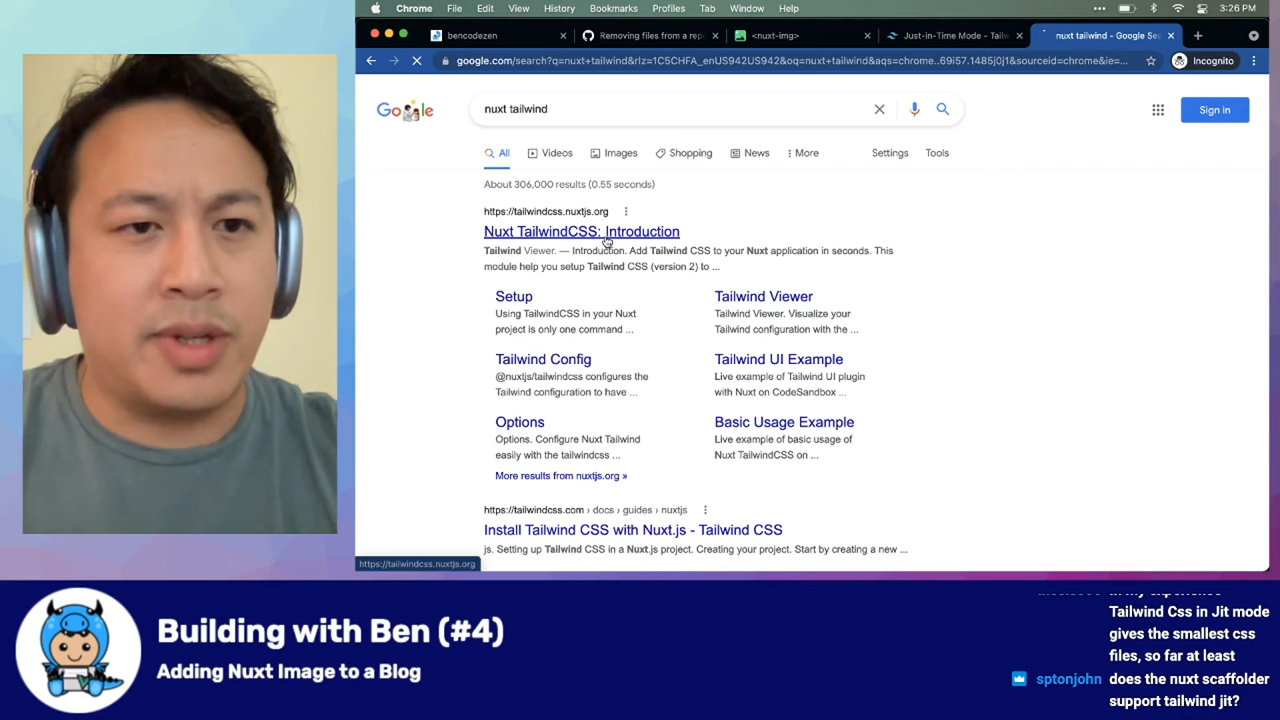 Chrome File Edit View History Bookmarks Profiles Tab Window Help 3:26 PM
bencodezen
Removing files from a repo
<nuxt-img>
Just-in-Time Mode - Tailw
nuxt tailwind - Google Sea
google.com/search?q=nuxt+tailwind&rlz=1C5CHFA_enUS942US942&oq=nuxt+tailwind&aqs=chrome..69i57.1485j0j1&sourceid=chrome&ie=...
Incognito
Google
nuxt tailwind
Sign in
All Videos Images Shopping News More Settings Tools
About 306,000 results (0.55 seconds)
https://tailwindcss.nuxtjs.org
Nuxt TailwindCSS: Introduction
Tailwind Viewer. — Introduction. Add Tailwind CSS to your Nuxt application in seconds. This
module help you setup Tailwind CSS (version 2) to ...
Setup
Using TailwindCSS in your Nuxt
project is only one command ...
Tailwind Viewer
Tailwind Viewer. Visualize your
Tailwind configuration with the ...
Tailwind Config
@nuxtjs/tailwindcss configures the
Tailwind configuration to have ...
Tailwind UI Example
Live example of Tailwind UI plugin
with Nuxt on CodeSandbox ...
Options
Options. Configure Nuxt Tailwind
easily with the tailwindcss ...
Basic Usage Example
Live example of basic usage of
Nuxt TailwindCSS on ...
More results from nuxtjs.org »
https://tailwindcss.com › docs › guides › nuxtjs
Install Tailwind CSS with Nuxt.js - Tailwind CSS
js. Setting up Tailwind CSS in a Nuxt.js project. Creating your project. Start by creating a new ...
https://tailwindcss.nuxtjs.org
Building with Ben (#4)
Adding Nuxt Image to a Blog
in my experience
Tailwind Css in Jit mode
gives the smallest css
files, so far at least
sptonjohn does the nuxt scaffolder
support tailwind jit?